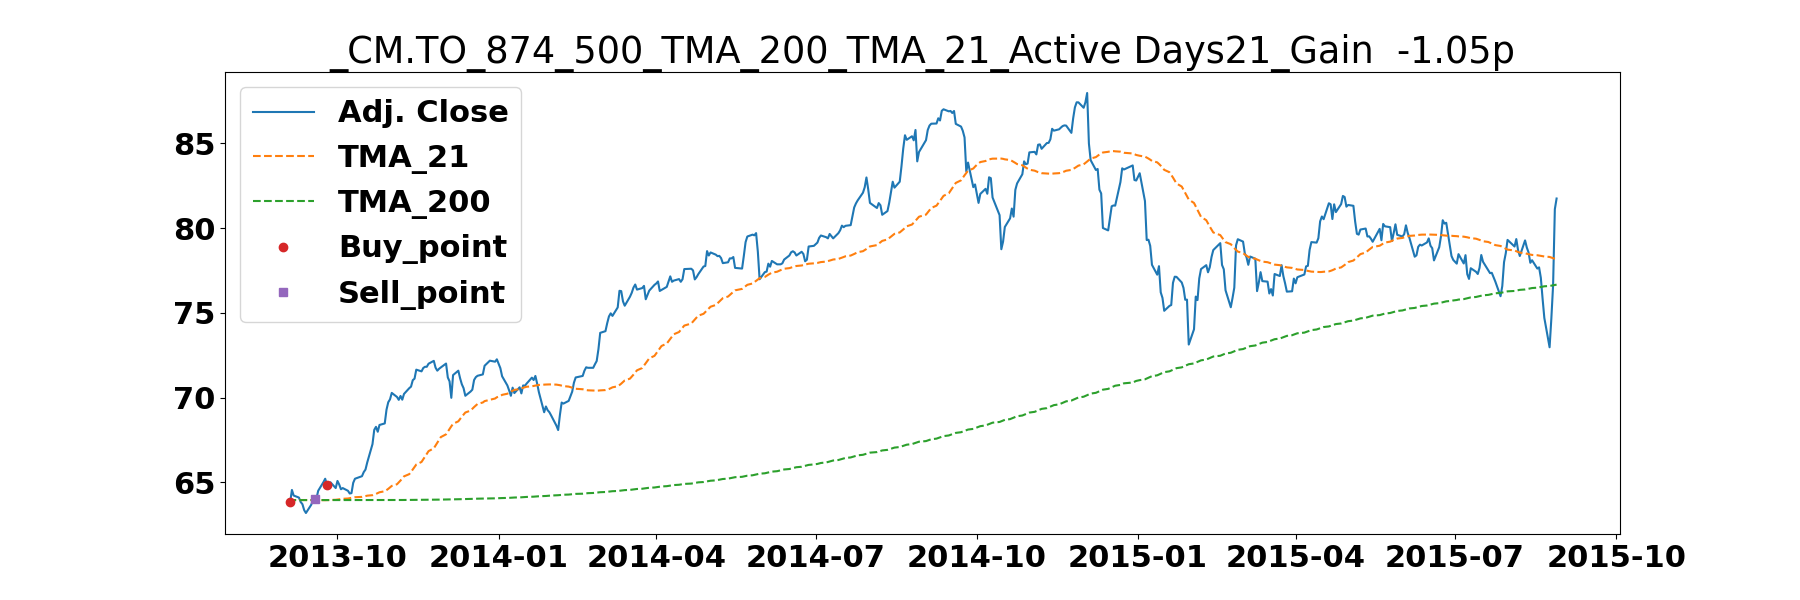 _CM.TO_874_500_TMA_200_TMA_21_Active Days21_Gain  -1.05p
Adj. Close
TMA_21
TMA_200
Buy_point
Sell_point
85
80
75
70
65
2013-10 2014-01 2014-04 2014-07 2014-10 2015-01 2015-04 2015-07 2015-10